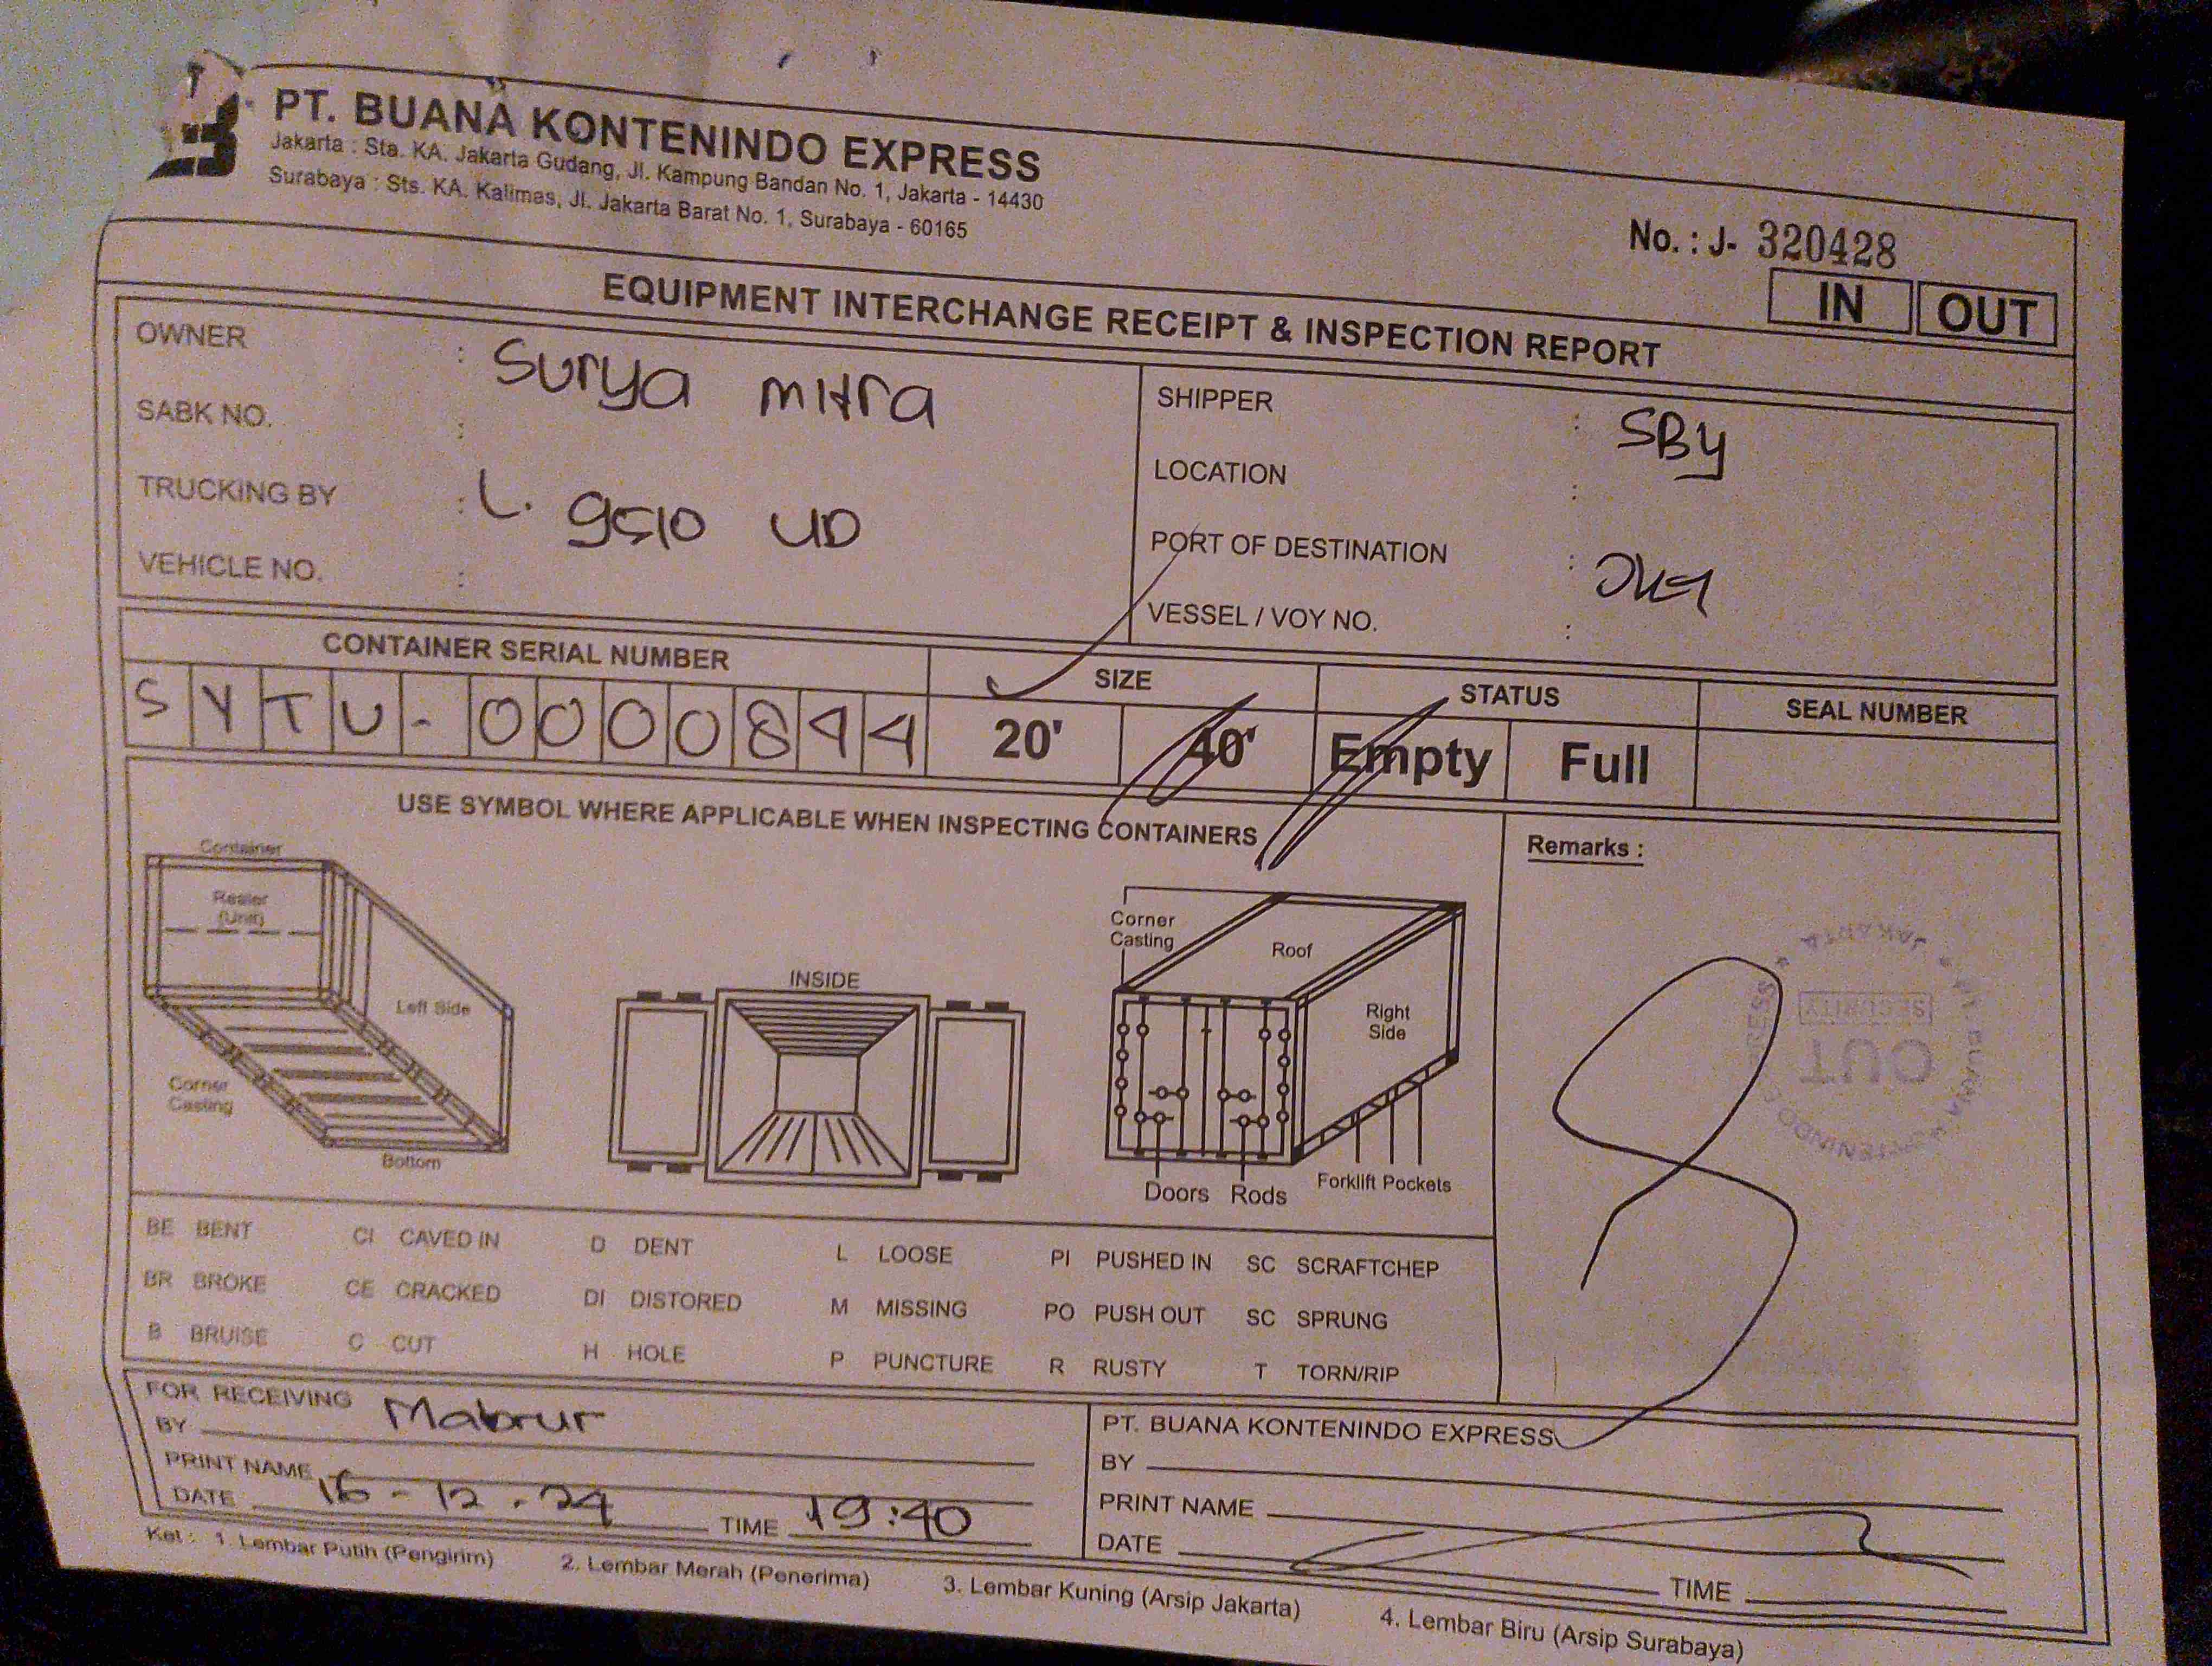 PT. BUANA KONTENINDO EXPRESS
Jakarta : Sta. KA. Jakarta Gudang, Jl. Kampung Bandan No. 1, Jakarta - 14430
Surabaya : Sts. KA. Kalimas, Jl. Jakarta Barat No. 1, Surabaya - 60165
No. : J- 320428
IN OUT
EQUIPMENT INTERCHANGE RECEIPT & INSPECTION REPORT
OWNER : Surya mitra
SABK NO. :
TRUCKING BY : L. 9510 UD
VEHICLE NO. :
SHIPPER : SBY
LOCATION :
PORT OF DESTINATION :
VESSEL / VOY NO. :
CONTAINER SERIAL NUMBER
SYTU-0000844
SIZE
20' 40'
STATUS
Empty Full
SEAL NUMBER
USE SYMBOL WHERE APPLICABLE WHEN INSPECTING CONTAINERS
Remarks :
Container
(Unit)
Left Side
Corner
Casting
Bottom
INSIDE
Corner
Casting
Roof
Right
Side
Doors Rods Forklift Pockets
JAKARTA
SECURITY
OUT
BE BENT CI CAVED IN D DENT L LOOSE PI PUSHED IN SC SCRAFTCHEP
BR BROKE CE CRACKED DI DISTORED M MISSING PO PUSH OUT SC SPRUNG
B BRUISE C CUT H HOLE P PUNCTURE R RUSTY T TORN/RIP
FOR RECEIVING
BY Mabrur
PRINT NAME
DATE 16 - 12 - 24 TIME 19:40
PT. BUANA KONTENINDO EXPRESS
BY
PRINT NAME
DATE TIME
Ket : 1. Lembar Putih (Pengirim) 2. Lembar Merah (Penerima) 3. Lembar Kuning (Arsip Jakarta) 4. Lembar Biru (Arsip Surabaya)